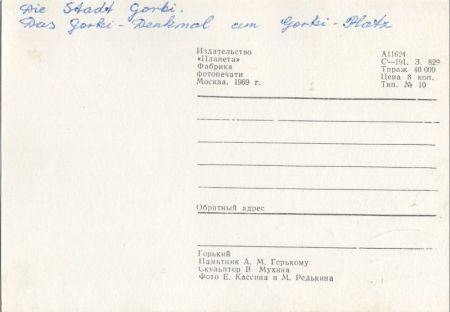 Die Stadt Gorki.
Das Gorki-Denkmal am Gorki-Platz
Издательство
«Планета»
Фабрика
фотопечати
Москва. 1969 г.
А11624
С—191. З. 829
Тираж 40 000
Цена 8 коп.
Тип. № 10
Обратный адрес
Горький
Памятник А. М. Горькому
Скульптор В Мухина
Фото Е. Кассина и М. Редькина